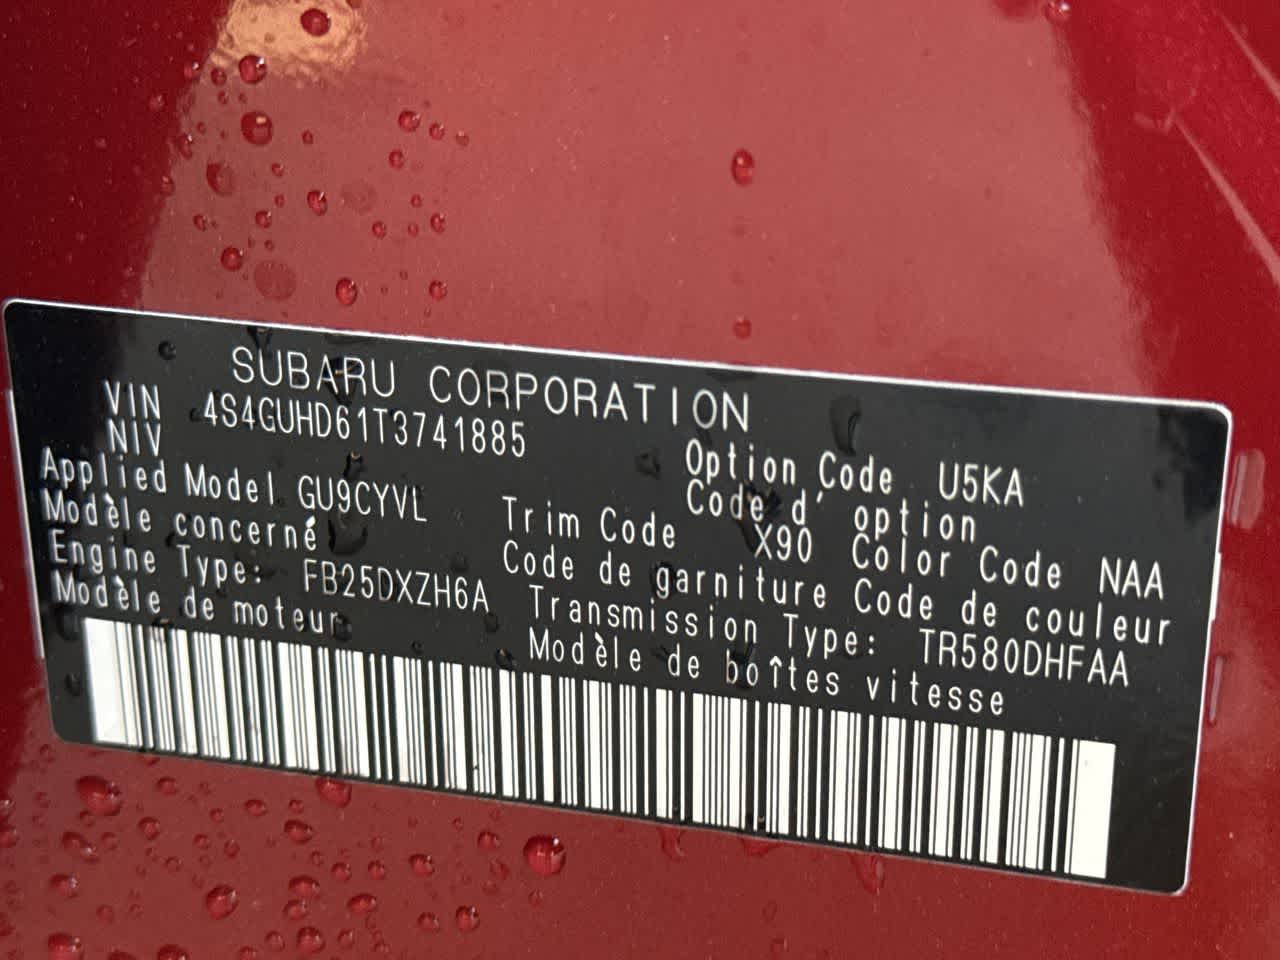 SUBARU CORPORATION
VIN 4S4GUHD61T3741885
NIV
Option Code U5KA
Code d' option
Applied Model GU9CYVL
Modèle concerné
Trim Code X90 Color Code NAA
Code de garniture Code de couleur
Engine Type: FB25DXZH6A
Modèle de moteur
Transmission Type: TR580DHFAA
Modèle de boîtes vitesse